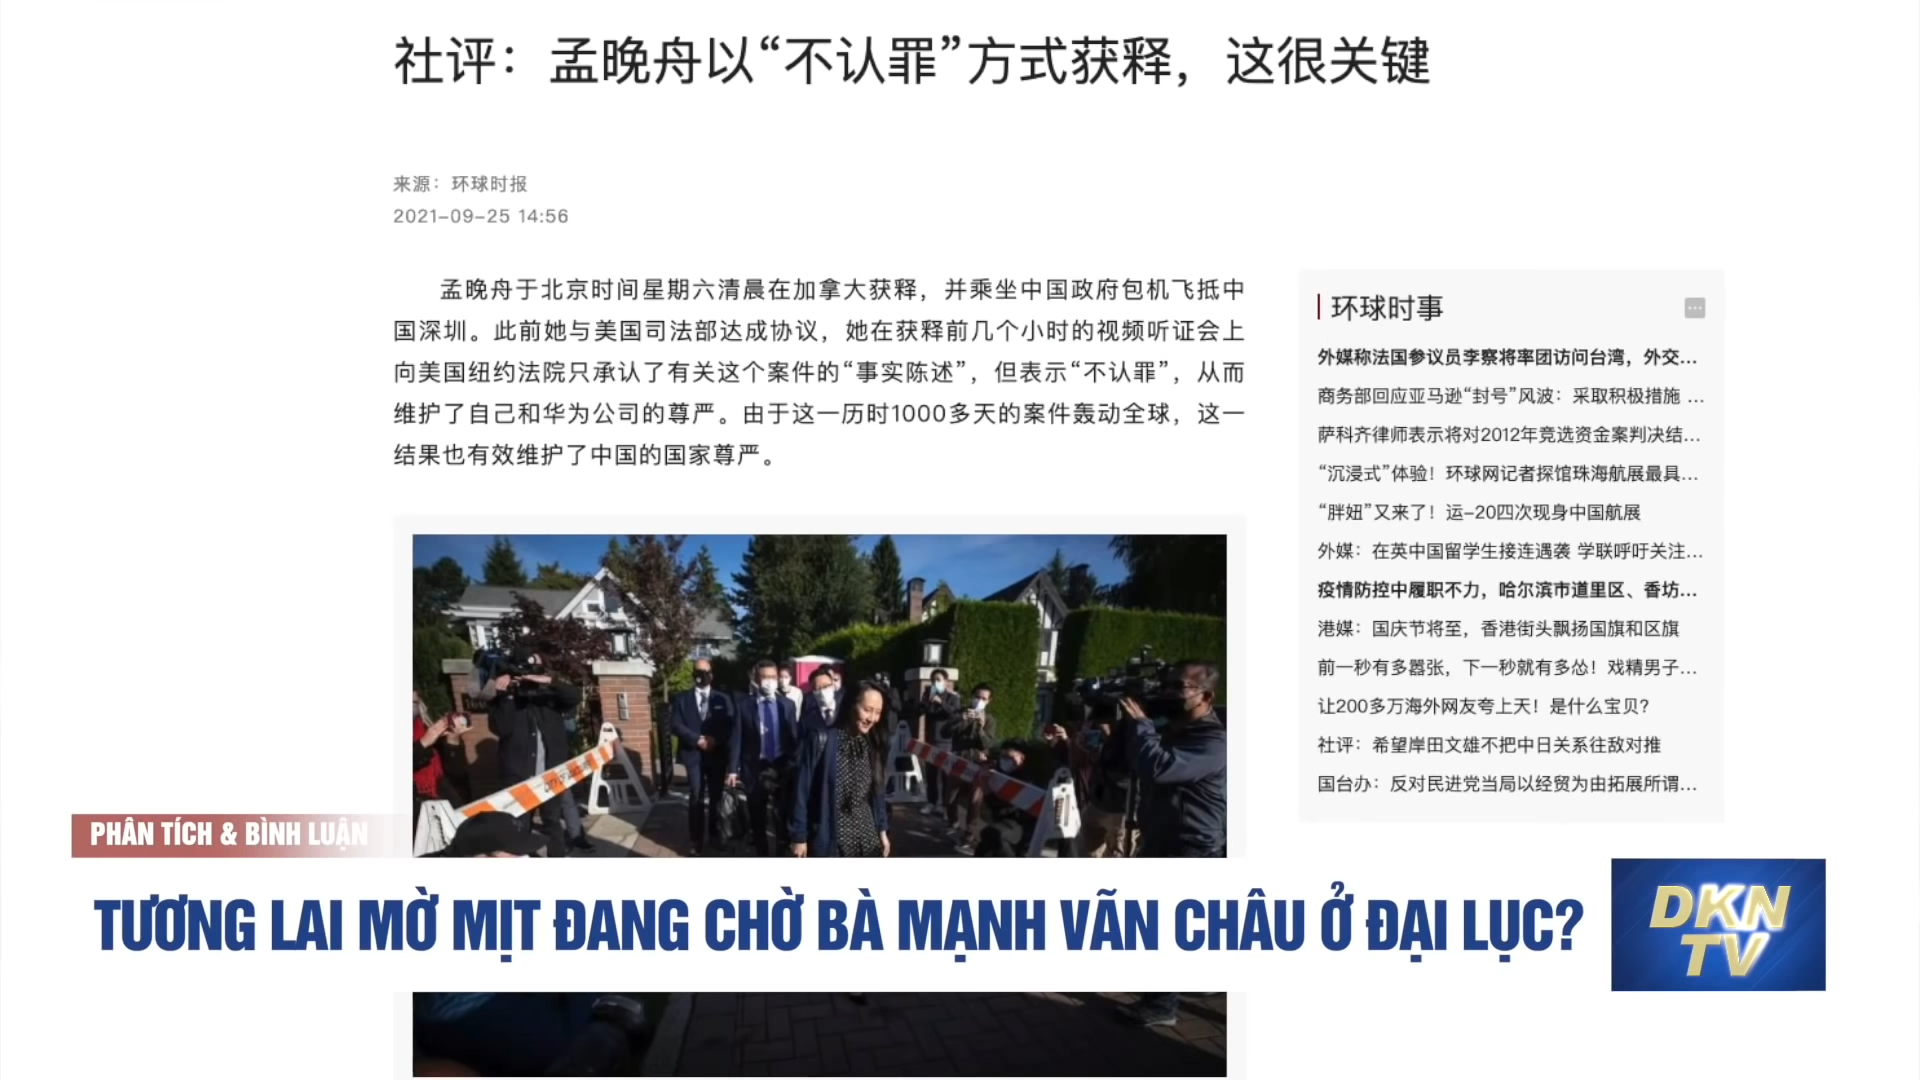 社评：孟晚舟以“不认罪”方式获释，这很关键
来源：环球时报
2021-09-25 14:56
孟晚舟于北京时间星期六清晨在加拿大获释，并乘坐中国政府包机飞抵中
国深圳。此前她与美国司法部达成协议，她在获释前几个小时的视频听证会上
向美国纽约法院只承认了有关这个案件的“事实陈述”，但表示“不认罪”，从而
维护了自己和华为公司的尊严。由于这一历时1000多天的案件轰动全球，这一
结果也有效维护了中国的国家尊严。
环球时事
外媒称法国参议员李察将率团访问台湾，外交...
商务部回应亚马逊“封号”风波：采取积极措施 ...
萨科齐律师表示将对2012年竞选资金案判决结...
“沉浸式”体验！环球网记者探馆珠海航展最具...
“胖妞”又来了！运-20四次现身中国航展
外媒：在英中国留学生接连遇袭 学联呼吁关注...
疫情防控中履职不力，哈尔滨市道里区、香坊...
港媒：国庆节将至，香港街头飘扬国旗和区旗
前一秒有多嚣张，下一秒就有多怂！戏精男子...
让200多万海外网友夸上天！是什么宝贝？
社评：希望岸田文雄不把中日关系往敌对推
国台办：反对民进党当局以经贸为由拓展所谓...
PHÂN TÍCH & BÌNH LUẬN
TƯƠNG LAI MỜ MỊT ĐANG CHỜ BÀ MẠNH VÃN CHÂU Ở ĐẠI LỤC?
DKN
TV